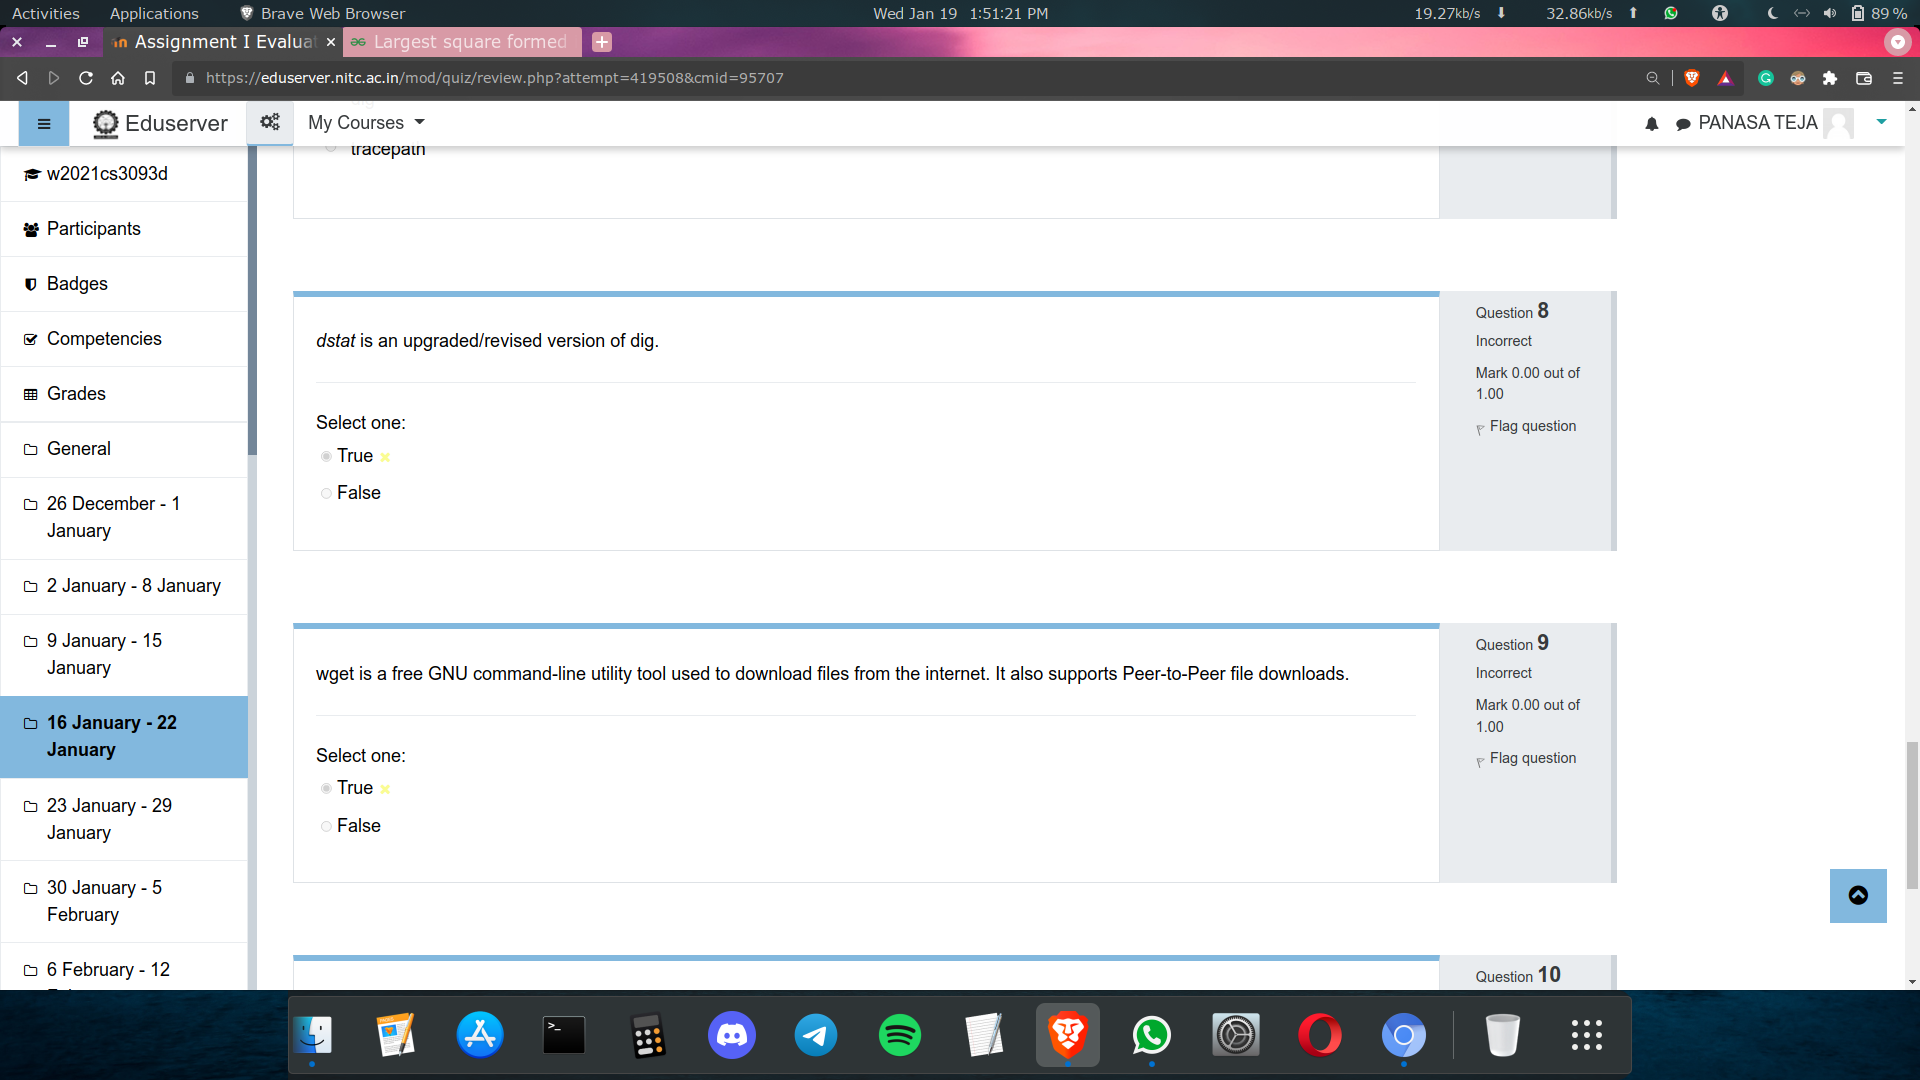 Activities Applications Brave Web Browser Wed Jan 19 1:51:21 PM 19.27kb/s 32.86kb/s 89 %
Assignment I Evalua Largest square formed
https://eduserver.nitc.ac.in/mod/quiz/review.php?attempt=419508&cmid=95707
Eduserver My Courses PANASA TEJA
tracepath
w2021cs3093d
Participants
Badges
Competencies
Grades
General
26 December - 1
January
2 January - 8 January
9 January - 15
January
16 January - 22
January
23 January - 29
January
30 January - 5
February
6 February - 12
dstat is an upgraded/revised version of dig.
Select one:
True
False
Question 8
Incorrect
Mark 0.00 out of
1.00
Flag question
wget is a free GNU command-line utility tool used to download files from the internet. It also supports Peer-to-Peer file downloads.
Select one:
True
False
Question 9
Incorrect
Mark 0.00 out of
1.00
Flag question
Question 10